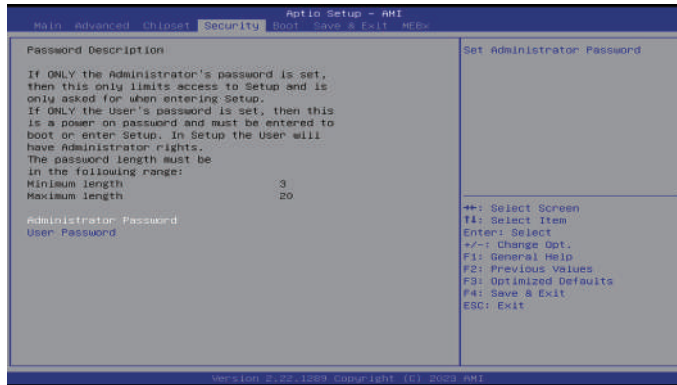 Aptio Setup - AMI
Main Advanced Chipset Security Boot Save & Exit MEBx
Password Description
If ONLY the Administrator's password is set,
then this only limits access to Setup and is
only asked for when entering Setup.
If ONLY the User's password is set, then this
is a power on password and must be entered to
boot or enter Setup. In Setup the User will
have Administrator rights.
The password length must be
in the following range:
Minimum length 3
Maximum length 20
Administrator Password
User Password
Set Administrator Password
→←: Select Screen
↑↓: Select Item
Enter: Select
+/-: Change Opt.
F1: General Help
F2: Previous Values
F3: Optimized Defaults
F4: Save & Exit
ESC: Exit
Version 2.22.1289 Copyright (C) 2023 AMI